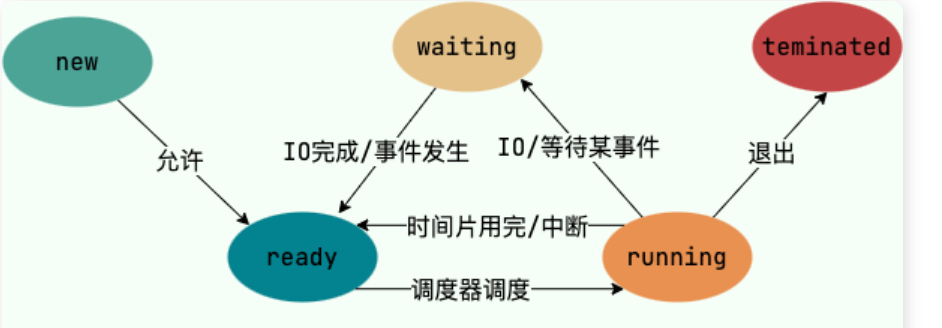 new
waiting
teminated
允许
IO完成/事件发生
IO/等待某事件
退出
时间片用完/中断
ready
running
调度器调度